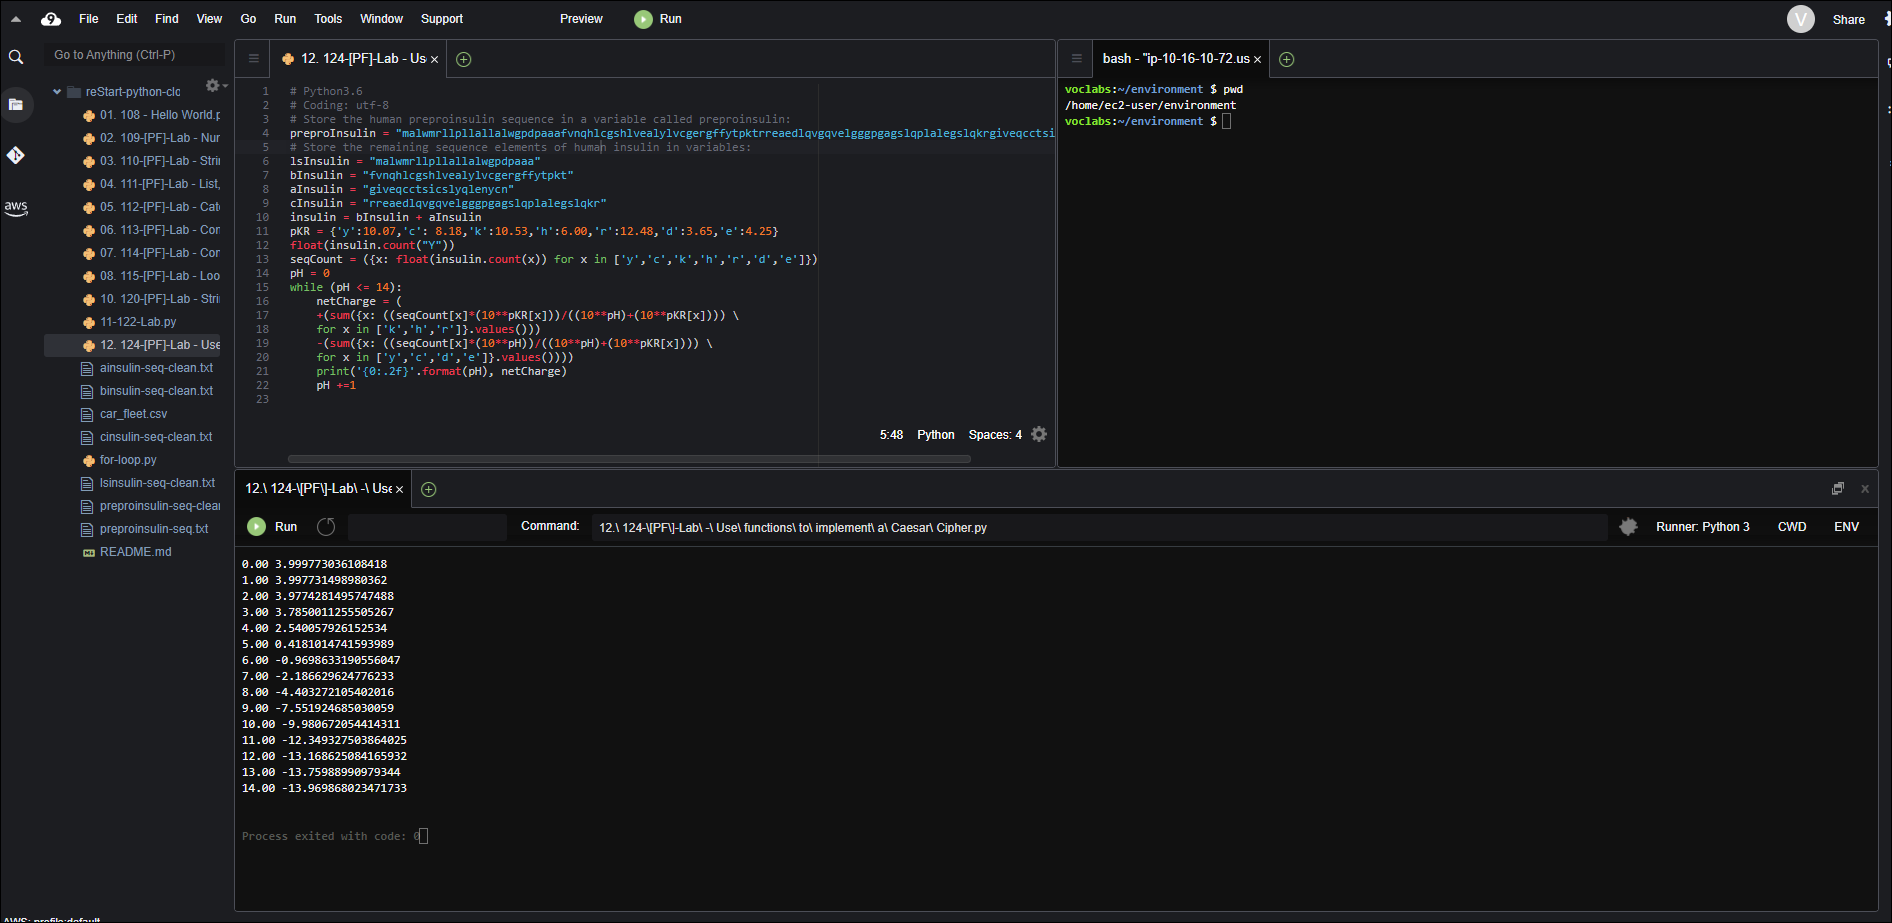 File Edit Find View Go Run Tools Window Support Preview Run V Share
Go to Anything (Ctrl-P)
reStart-python-clo
01. 108 - Hello World.p
02. 109-[PF]-Lab - Nur
03. 110-[PF]-Lab - Strin
04. 111-[PF]-Lab - List,
05. 112-[PF]-Lab - Cate
06. 113-[PF]-Lab - Con
07. 114-[PF]-Lab - Con
08. 115-[PF]-Lab - Loo
10. 120-[PF]-Lab - Strin
11-122-Lab.py
12. 124-[PF]-Lab - Use
ainsulin-seq-clean.txt
binsulin-seq-clean.txt
car_fleet.csv
cinsulin-seq-clean.txt
for-loop.py
lsinsulin-seq-clean.txt
preproinsulin-seq-clean
preproinsulin-seq.txt
README.md
aws
12. 124-[PF]-Lab - Us
1 # Python3.6
2 # Coding: utf-8
3 # Store the human preproinsulin sequence in a variable called preproinsulin:
4 preproInsulin = "malwmrllpllallalwgpdpaaafvnqhlcgshlvealylvcgergffytpktrreaedlqvgqvelgggpgagslqplalegslqkrgiveqcctsi
5 # Store the remaining sequence elements of human insulin in variables:
6 lsInsulin = "malwmrllpllallalwgpdpaaa"
7 bInsulin = "fvnqhlcgshlvealylvcgergffytpkt"
8 aInsulin = "giveqcctsicslyqlenycn"
9 cInsulin = "rreaedlqvgqvelgggpgagslqplalegslqkr"
10 insulin = bInsulin + aInsulin
11 pKR = {'y':10.07,'c': 8.18,'k':10.53,'h':6.00,'r':12.48,'d':3.65,'e':4.25}
12 float(insulin.count("Y"))
13 seqCount = ({x: float(insulin.count(x)) for x in ['y','c','k','h','r','d','e']})
14 pH = 0
15 while (pH <= 14):
16 netCharge = (
17 +(sum({x: ((seqCount[x]*(10**pKR[x]))/((10**pH)+(10**pKR[x]))) \
18 for x in ['k','h','r']}.values()))
19 -(sum({x: ((seqCount[x]*(10**pH))/((10**pH)+(10**pKR[x]))) \
20 for x in ['y','c','d','e']}.values())))
21 print('{0:.2f}'.format(pH), netCharge)
22 pH +=1
23
5:48 Python Spaces: 4
bash - "ip-10-16-10-72.us
voclabs:~/environment $ pwd
/home/ec2-user/environment
voclabs:~/environment $
12.\ 124-\[PF\]-Lab\ -\ Use
Run Command: 12.\ 124-\[PF\]-Lab\ -\ Use\ functions\ to\ implement\ a\ Caesar\ Cipher.py Runner: Python 3 CWD ENV
0.00 3.999773036108418
1.00 3.997731498980362
2.00 3.9774281495747488
3.00 3.7850011255505267
4.00 2.540057926152534
5.00 0.4181014741593989
6.00 -0.9698633190556047
7.00 -2.186629624776233
8.00 -4.403272105402016
9.00 -7.551924685030059
10.00 -9.980672054414311
11.00 -12.349327503864025
12.00 -13.168625084165932
13.00 -13.75988990979344
14.00 -13.969868023471733
Process exited with code: 0
AWS: profile:default